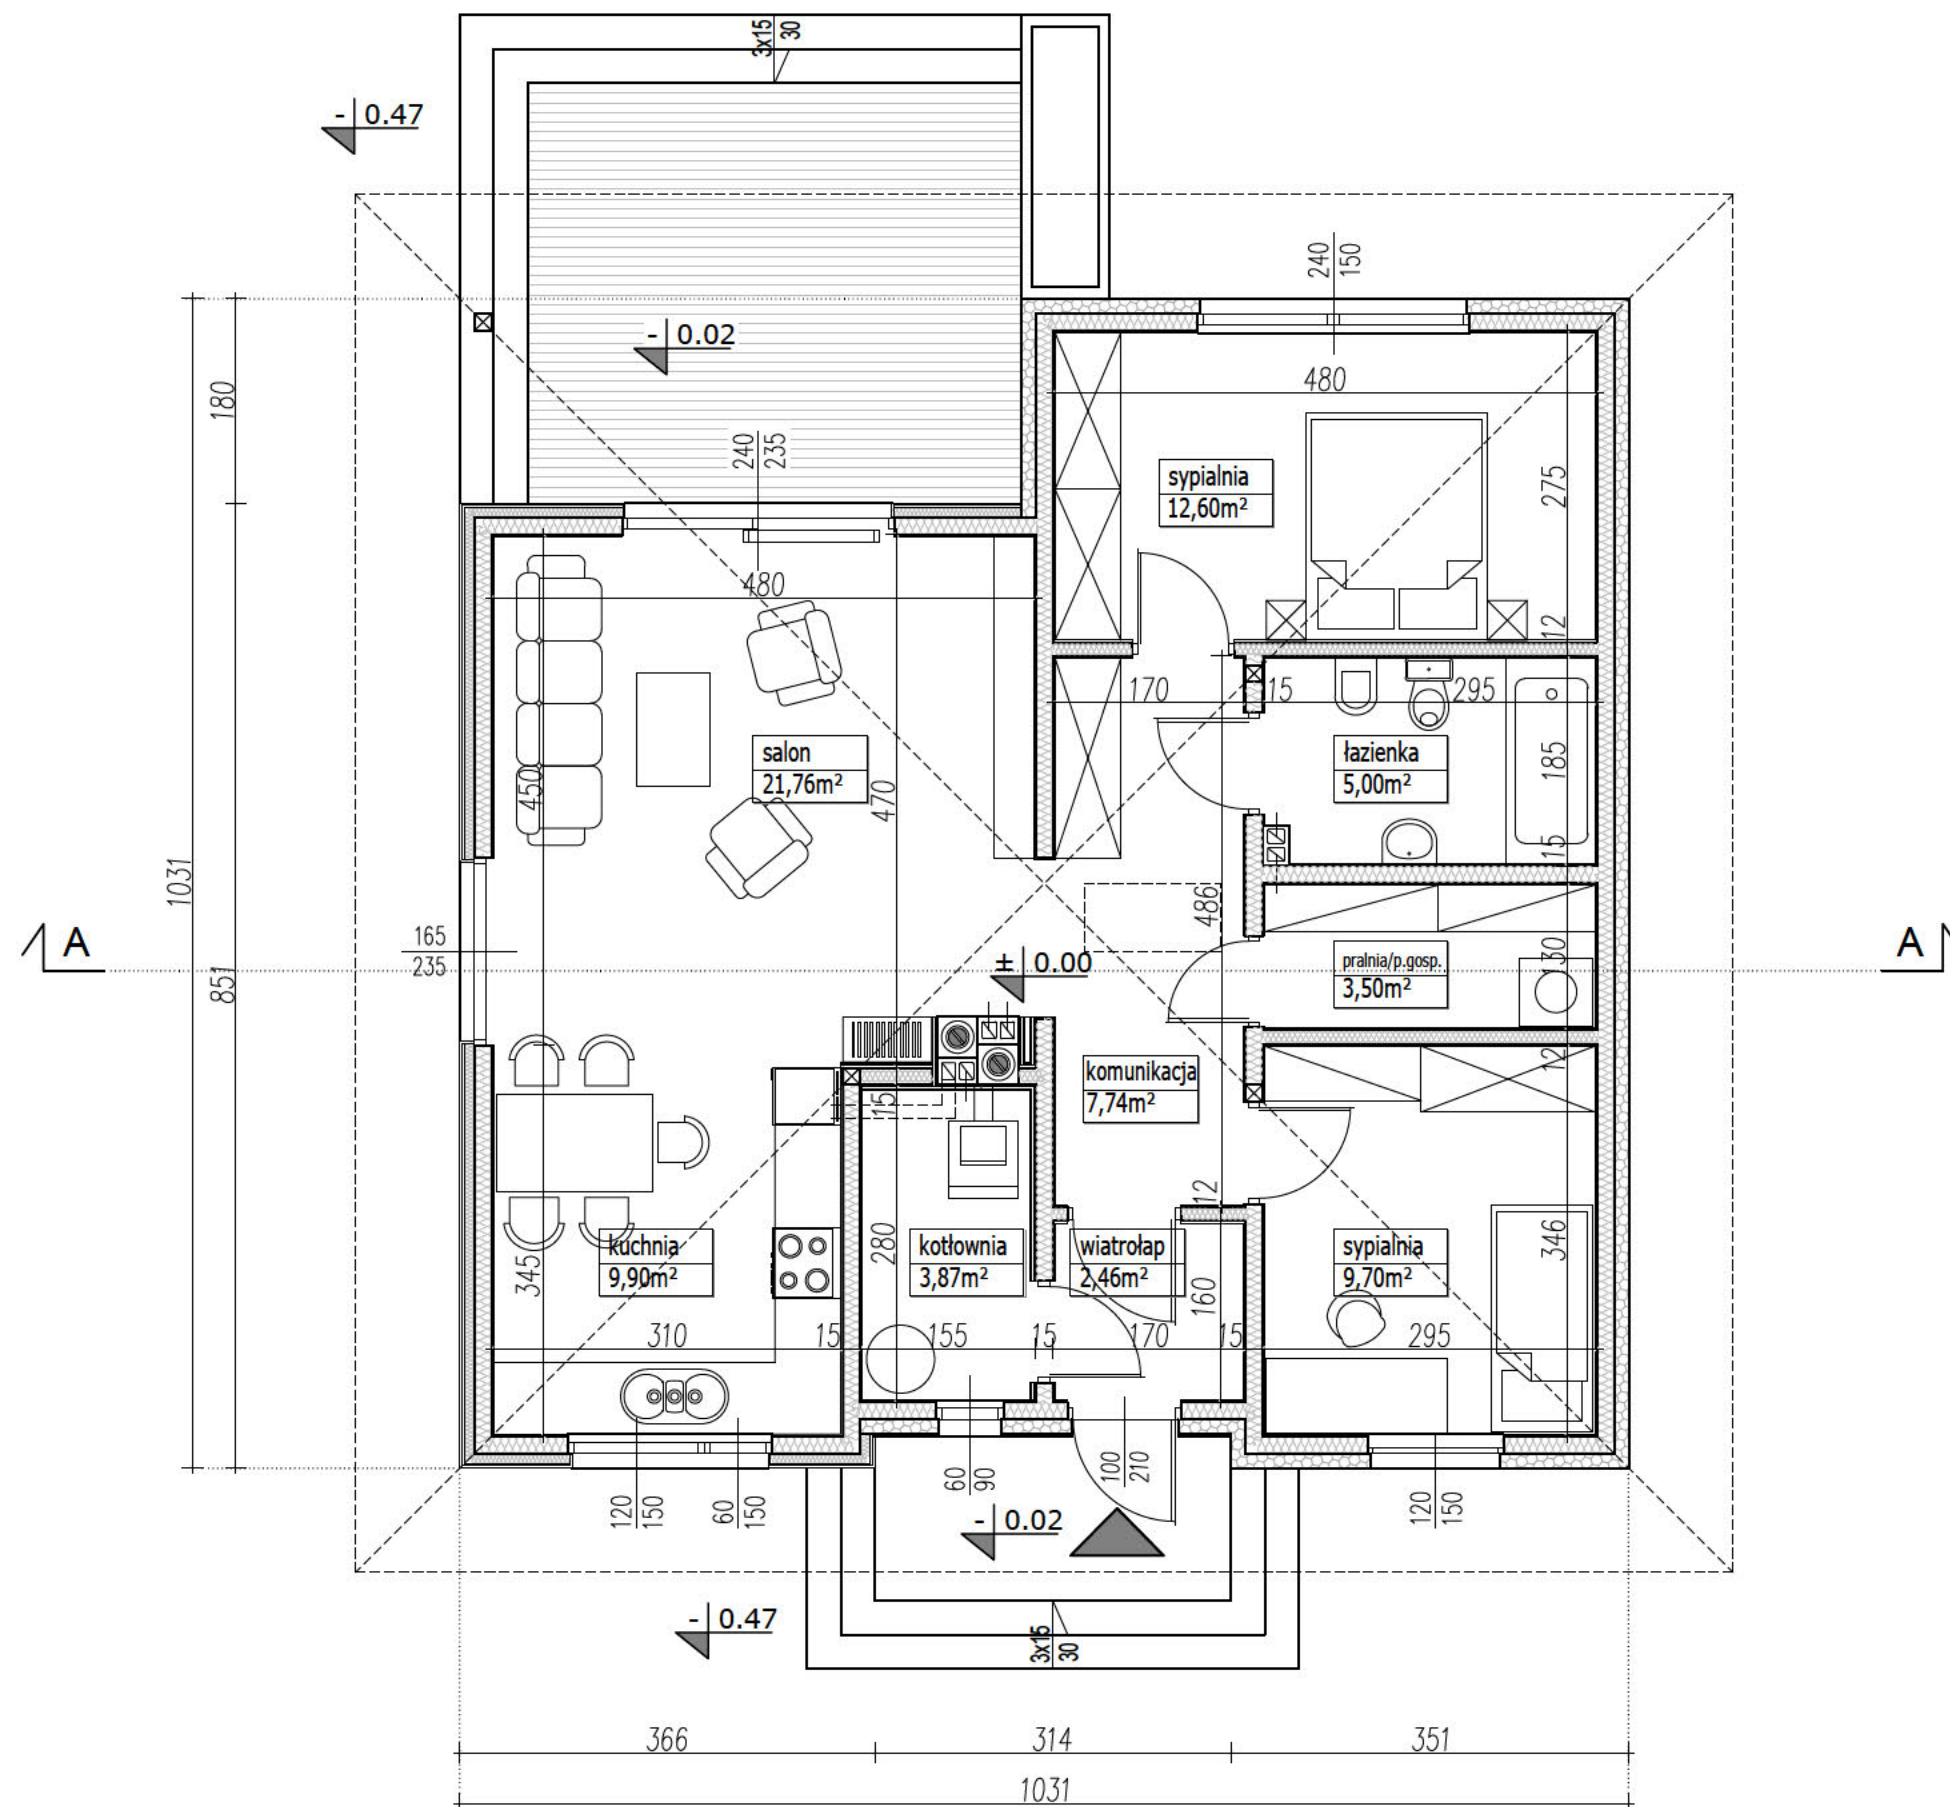 3x15
30
- 0.47
240
150
- 0.02
180
480
240
235
sypialnia
12,60m²
275
480
12
170
15
295
salon
21,76m²
łazienka
5,00m²
185
450
470
15
1031
486
165
235
A
A
851
± 0.00
pralnia/p.gosp.
3,50m²
130
12
komunikacja
7,74m²
15
12
kuchnia
9,90m²
345
280
kotłownia
3,87m²
wiatrołap
2,46m²
160
sypialnia
9,70m²
346
310
15
155
15
170
15
295
120
150
60
150
60
90
100
210
120
150
- 0.02
- 0.47
3x15
30
366
314
351
1031